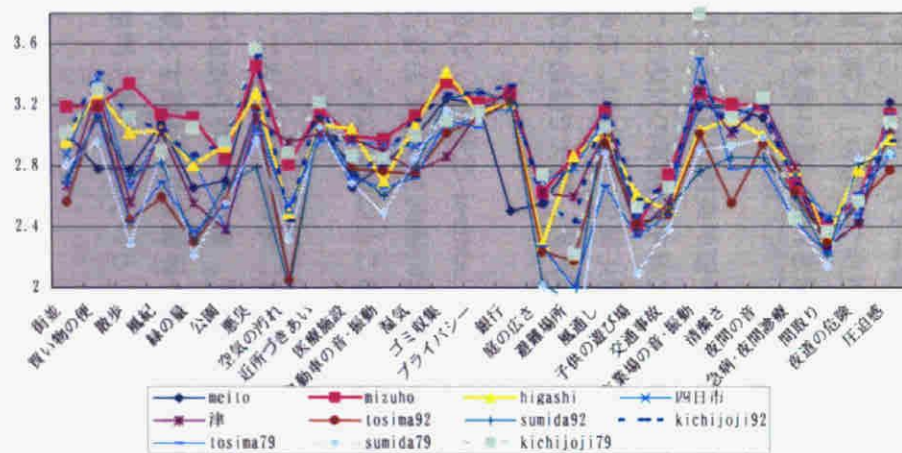 3.6
3.2
2.8
2.4
2
街並
買い物の便
散歩
風紀
緑の量
公園
悪臭
空気の汚れ
近所づきあい
医療施設
動車の音・振動
湿気
ゴミ収集
プライバシー
銀行
庭の広さ
避難場所
風通し
子供の遊び場
交通事故
業場の音・振動
清潔さ
夜間の音
急病・夜間診療
間取り
夜道の危険
圧迫感
meito mizuho higashi 四日市
津 tosima92 sumida92 kichijoji92
tosima79 sumida79 kichijoji79